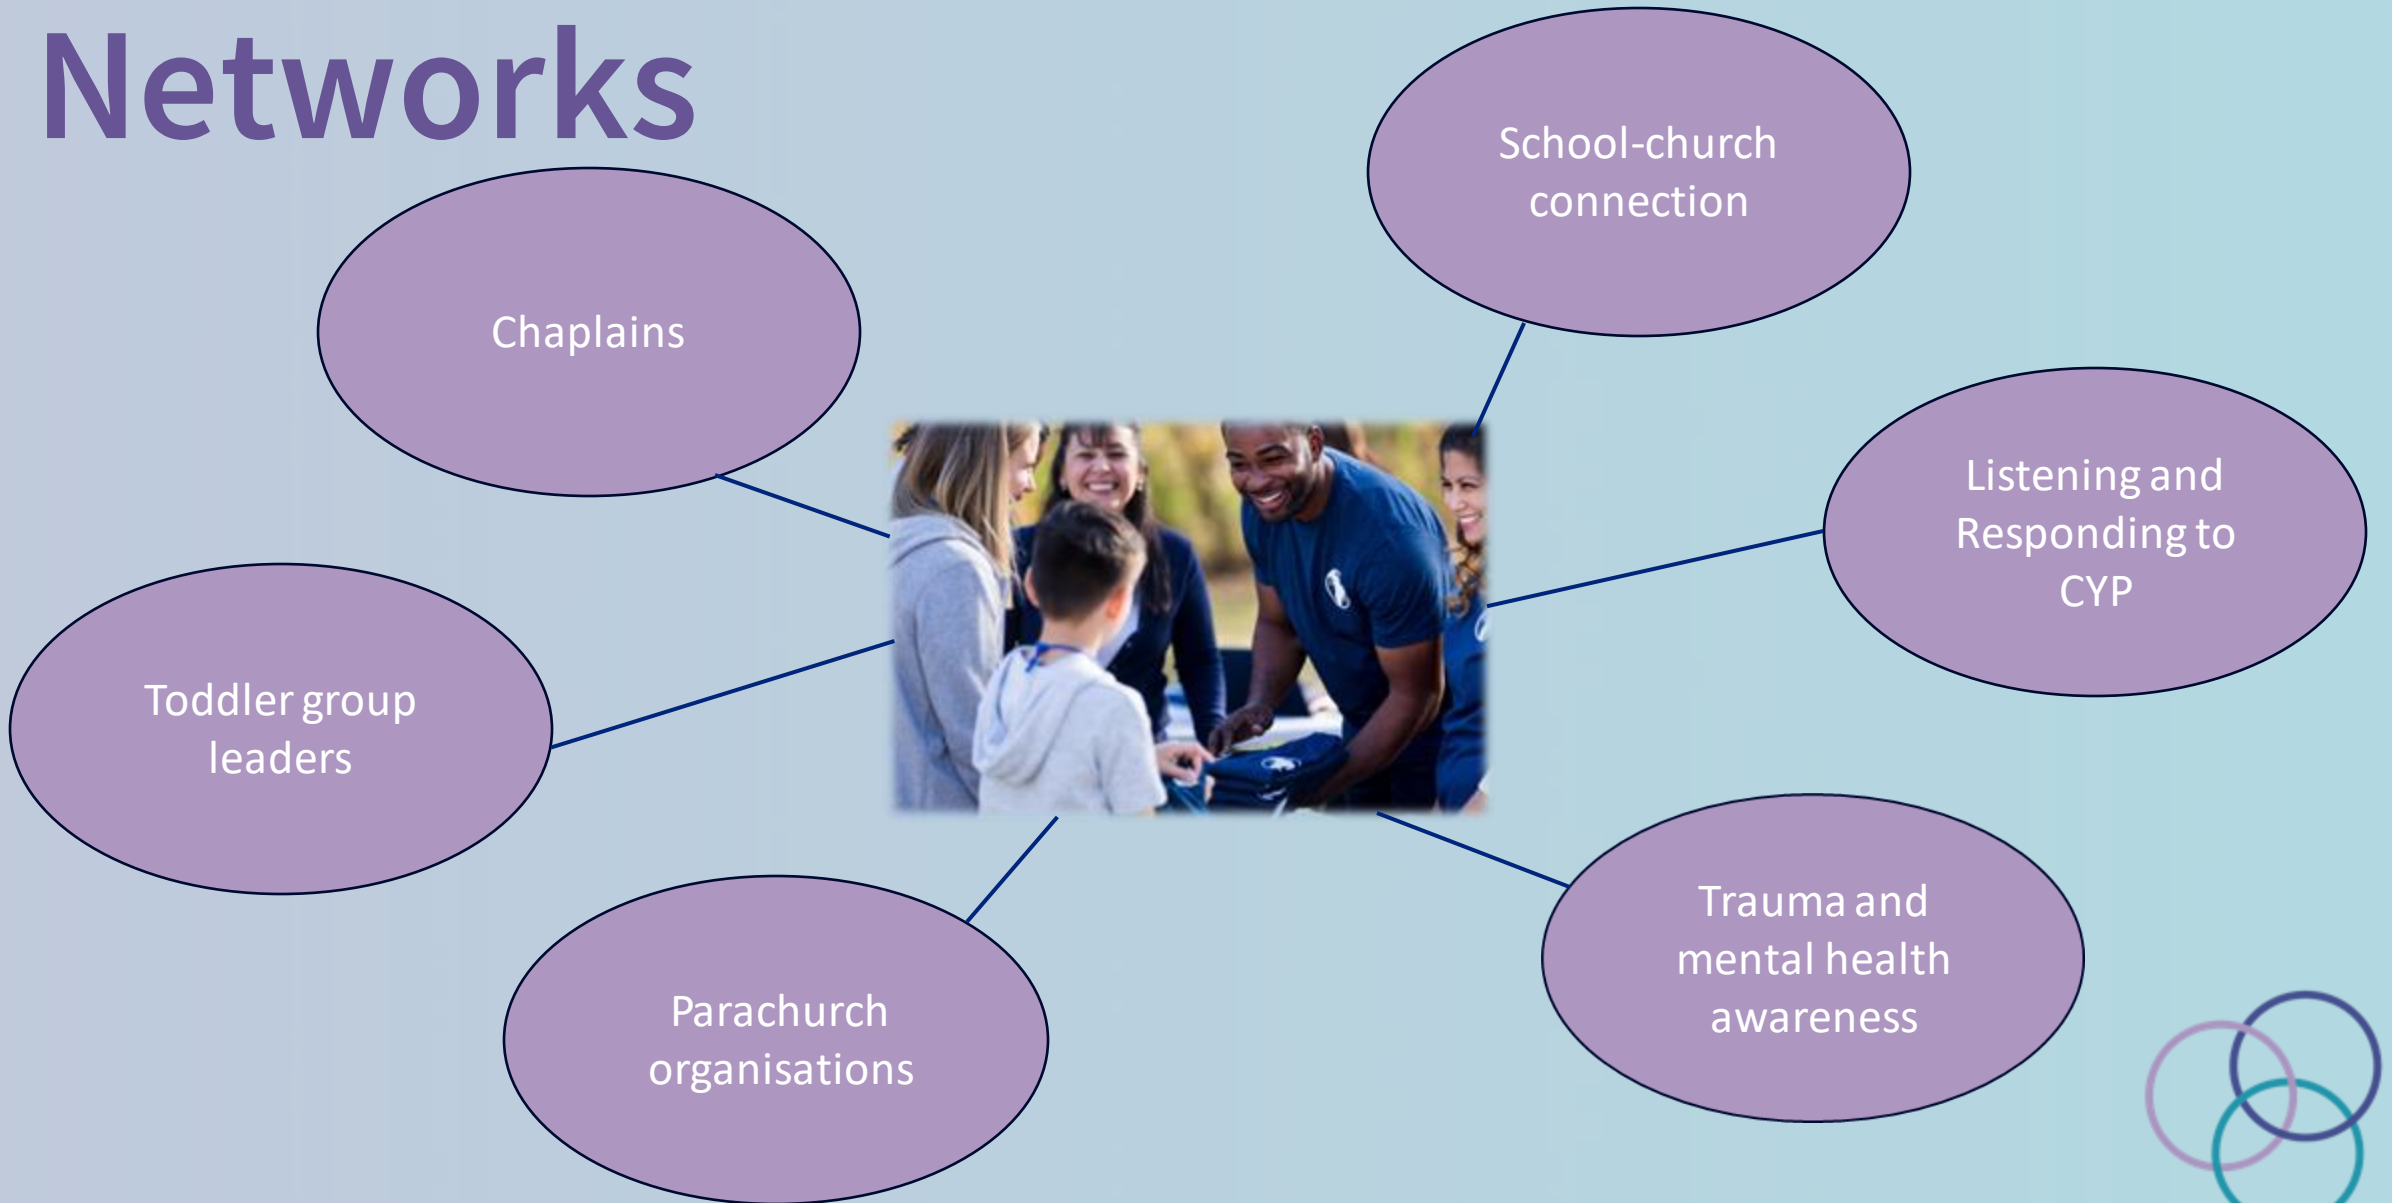 Networks
School-church
connection
Chaplains
Listening and
Responding to
CYP
Toddler group
leaders
Trauma and
mental health
awareness
Parachurch
organisations